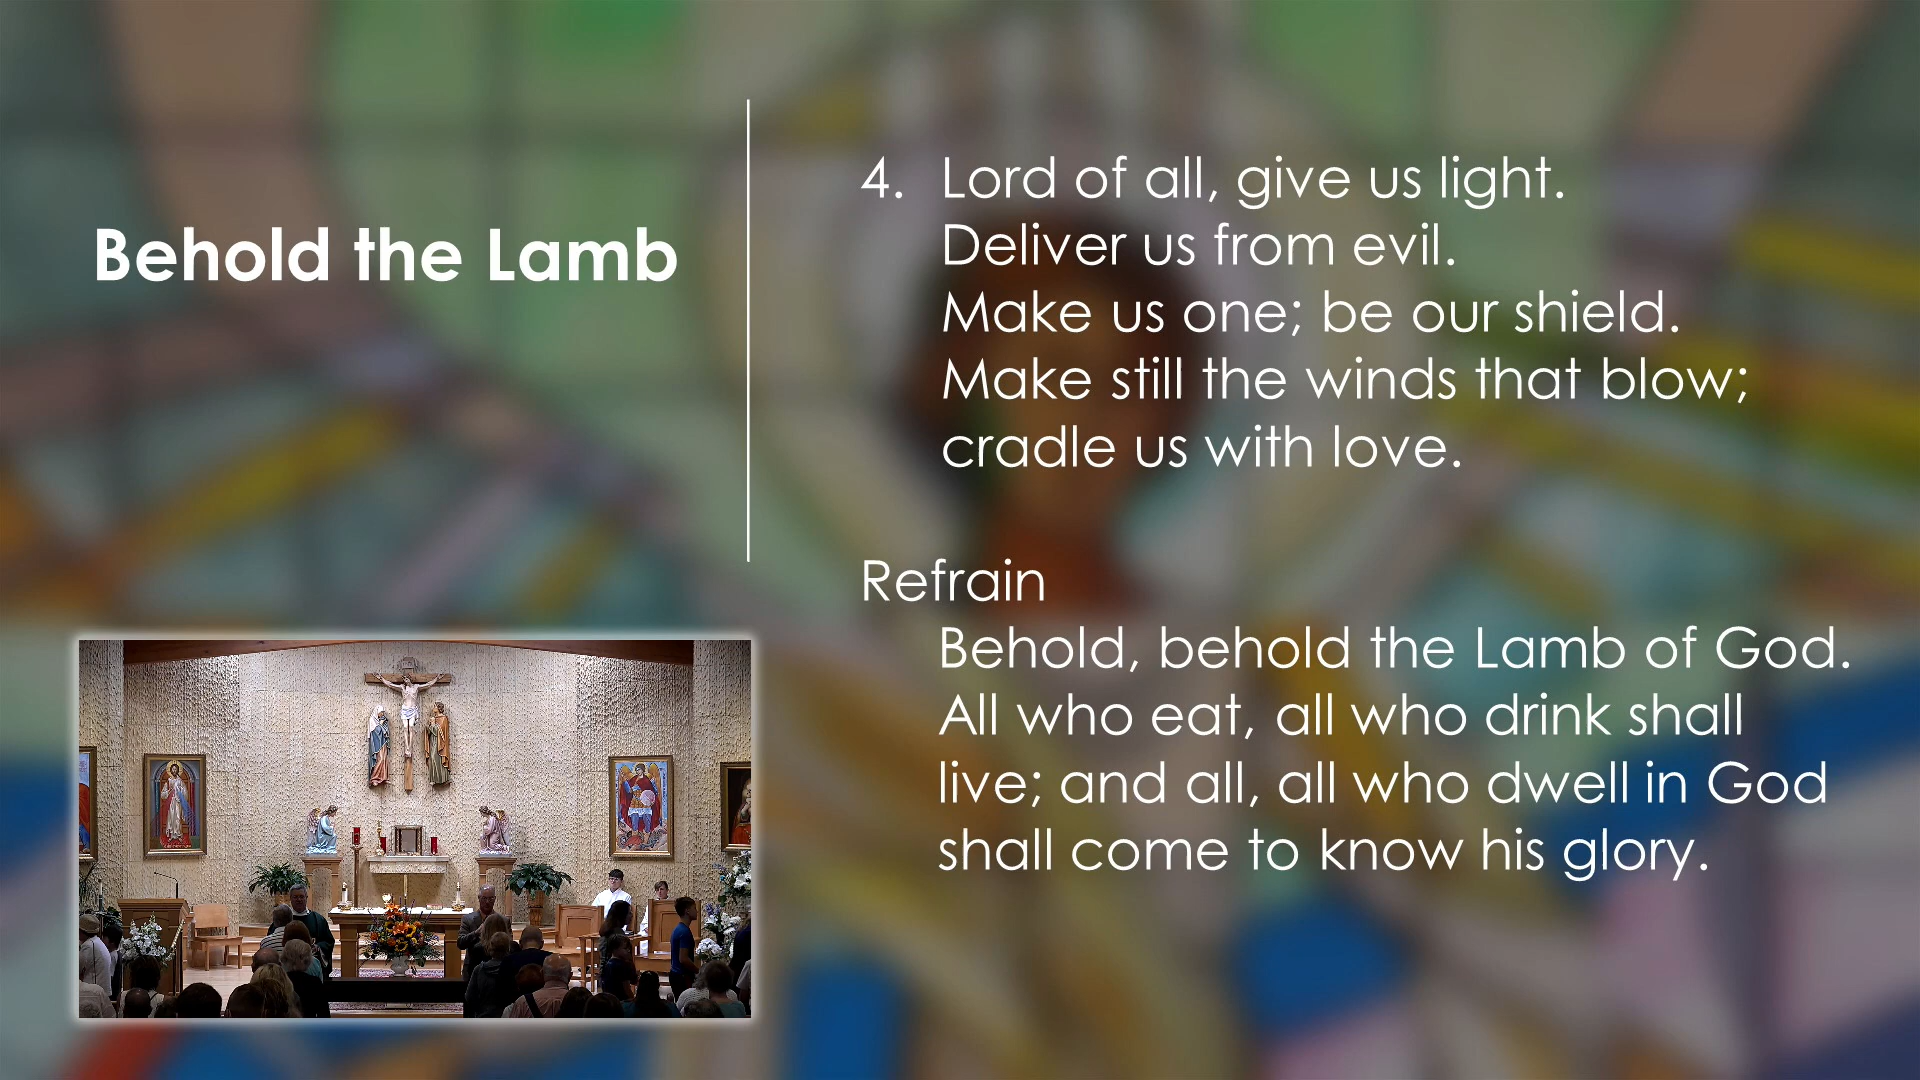 Behold the Lamb
4. Lord of all, give us light.
Deliver us from evil.
Make us one; be our shield.
Make still the winds that blow;
cradle us with love.
Refrain
Behold, behold the Lamb of God.
All who eat, all who drink shall
live; and all, all who dwell in God
shall come to know his glory.